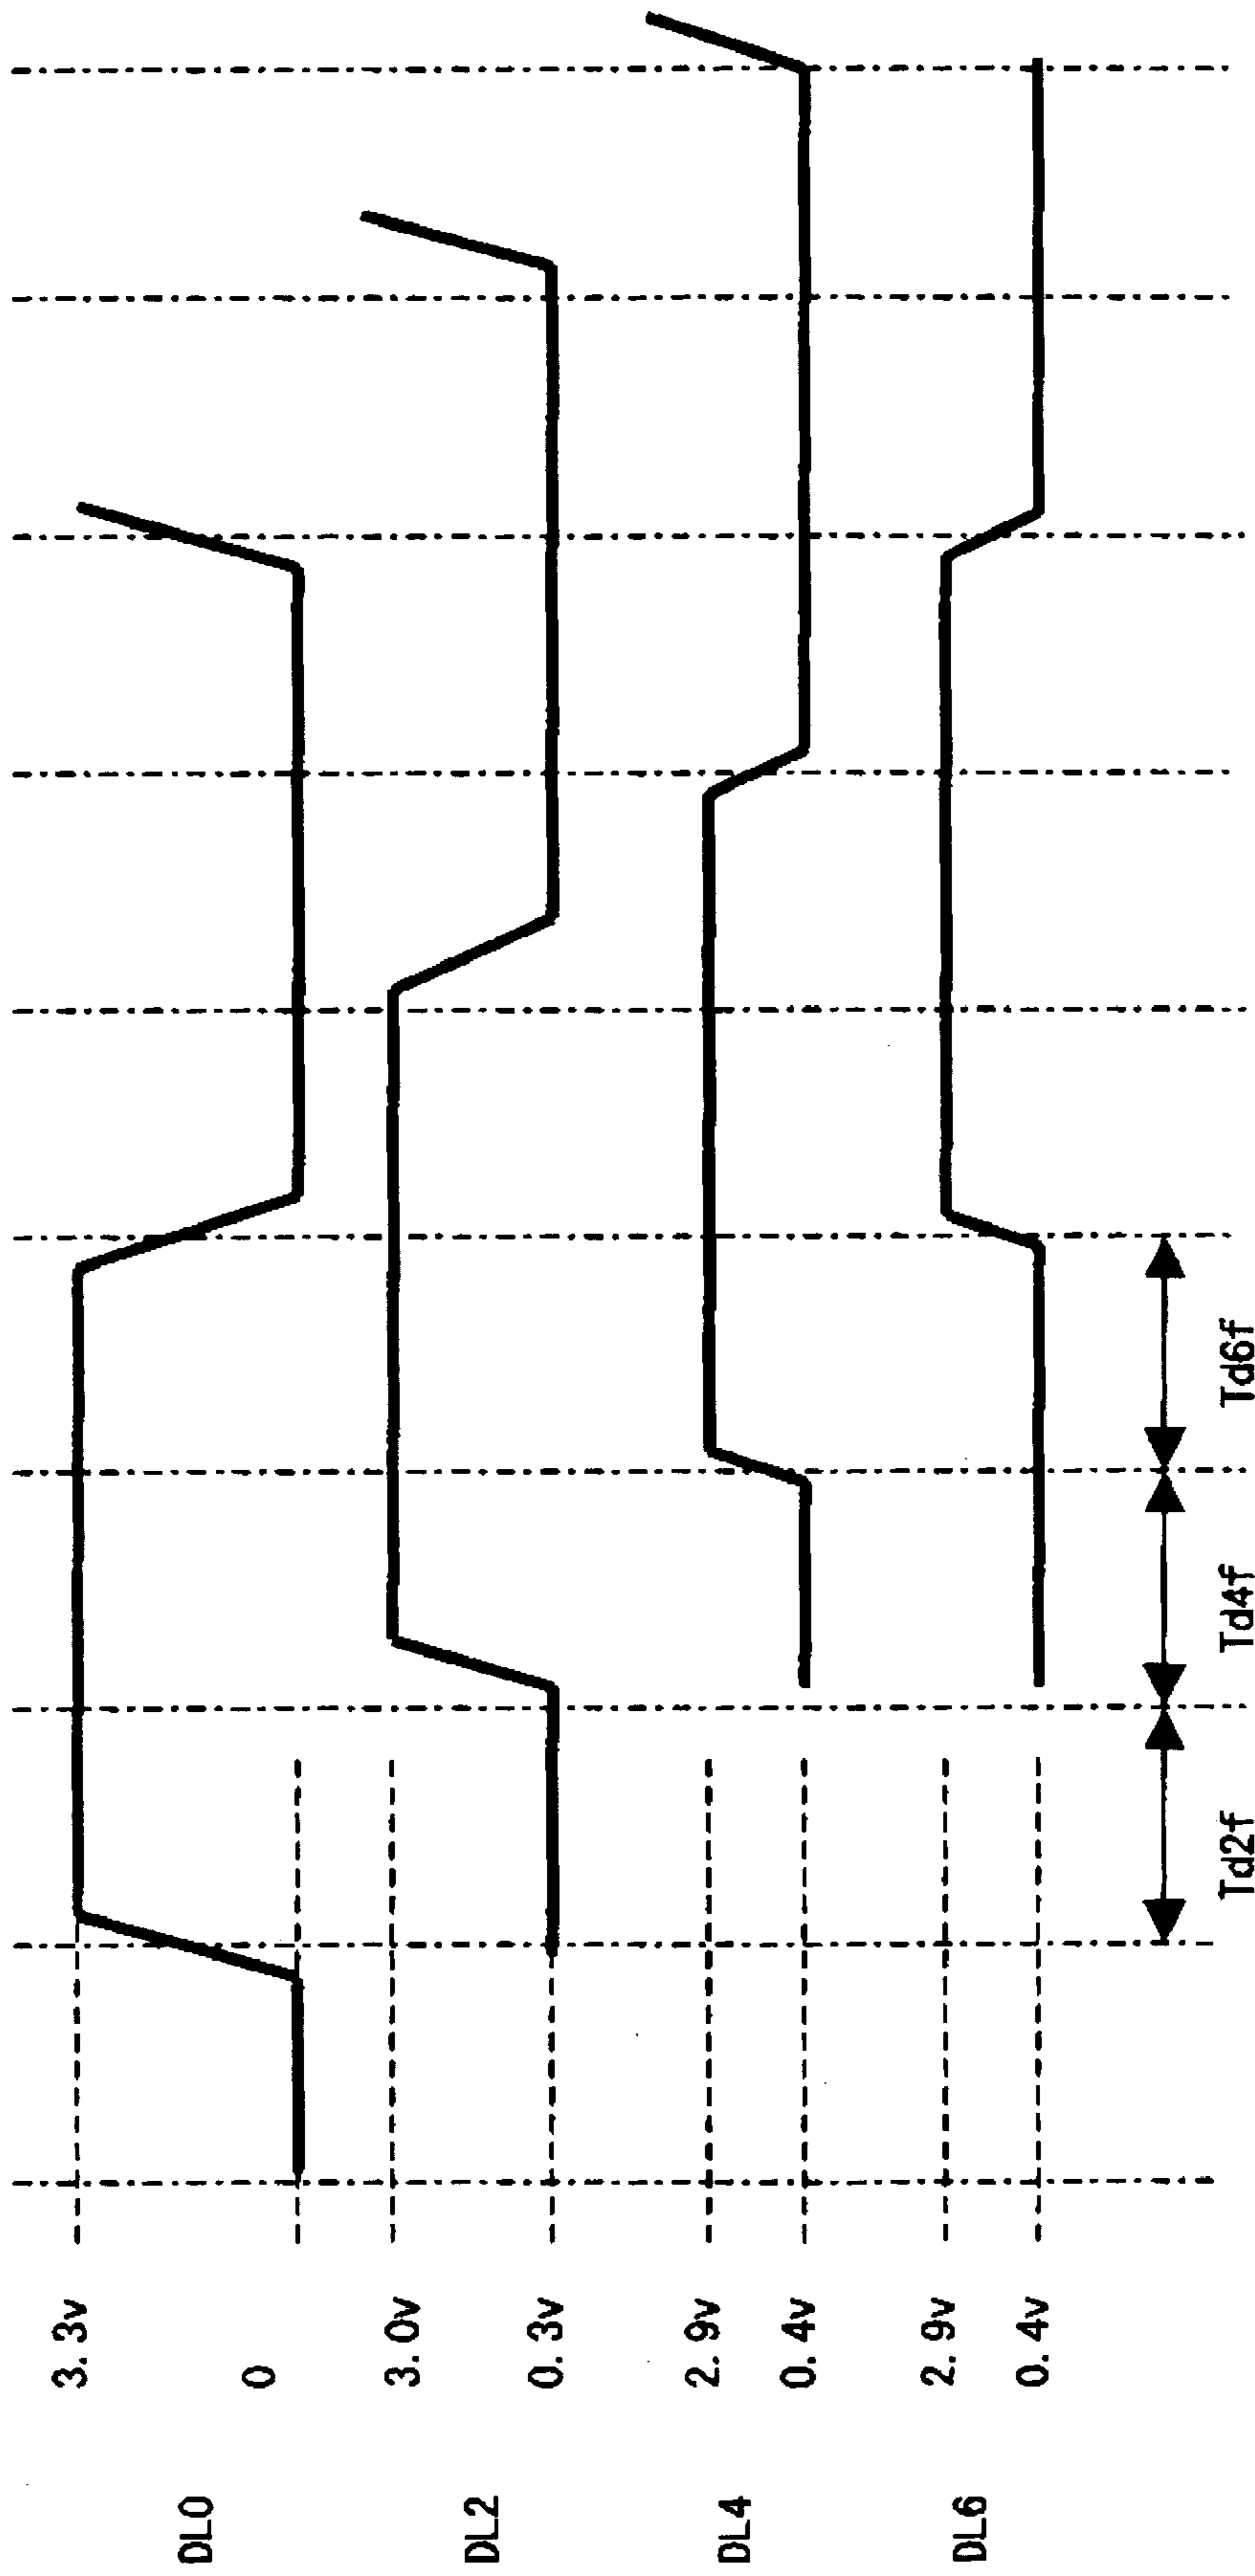 DL0
3.3v
0
DL2
3.0v
0.3v
DL4
2.9v
0.4v
DL6
2.9v
0.4v
Td2f
Td4f
Td6f